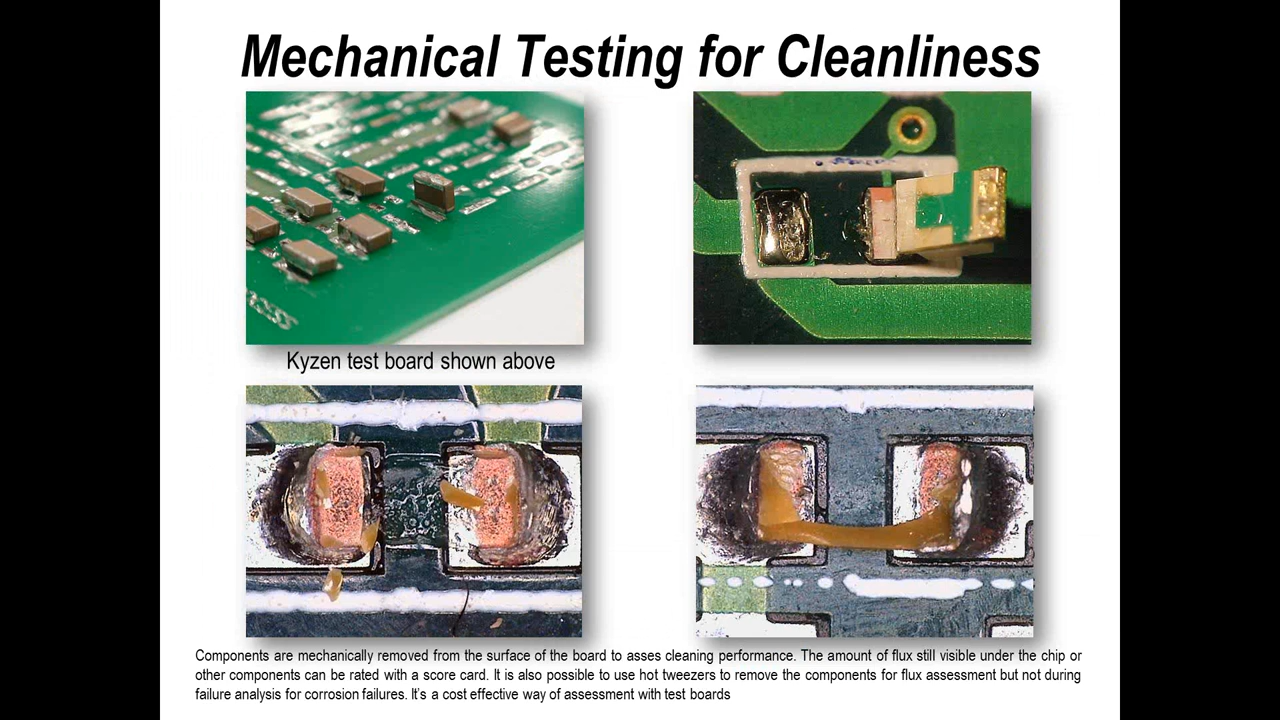 Mechanical Testing for Cleanliness
Kyzen test board shown above
Components are mechanically removed from the surface of the board to asses cleaning performance. The amount of flux still visible under the chip or
other components can be rated with a score card. It is also possible to use hot tweezers to remove the components for flux assessment but not during
failure analysis for corrosion failures. It's a cost effective way of assessment with test boards